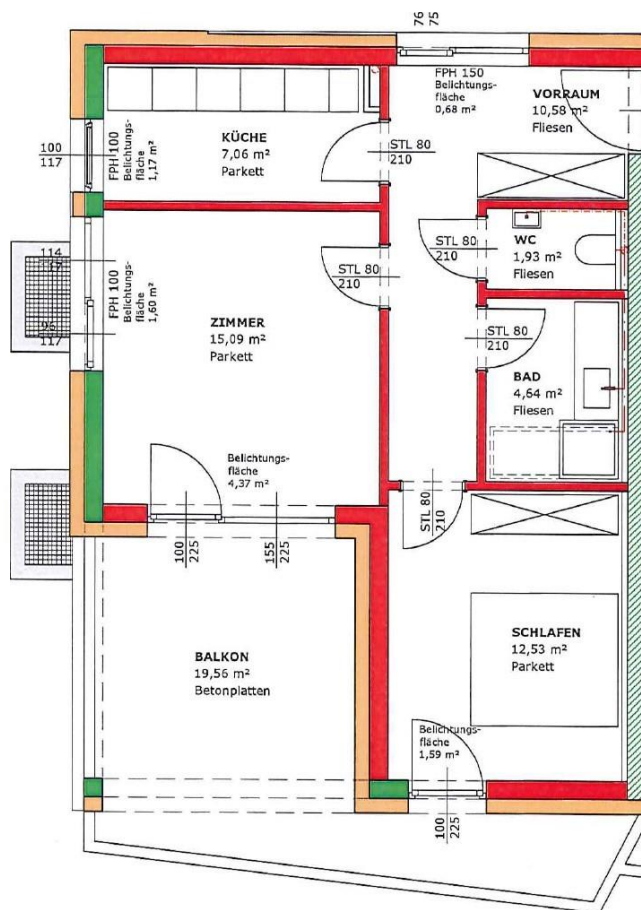 76
75
FPH 150
Belichtungs-
fläche
0,68 m²
VORRAUM
10,58 m²
Fliesen
KÜCHE
7,06 m²
Parkett
STL 80
210
100
117
FPH 100
Belichtungs-
fläche
1,17 m²
WC
1,93 m²
Fliesen
STL 80
210
STL 80
210
114
117
FPH 100
Belichtungs-
fläche
1,60 m²
96
117
ZIMMER
15,09 m²
Parkett
STL 80
210
BAD
4,64 m²
Fliesen
Belichtungs-
fläche
4,37 m²
STL 80
210
100
225
155
225
BALKON
19,56 m²
Betonplatten
SCHLAFEN
12,53 m²
Parkett
Belichtungs-
fläche
1,59 m²
100
225